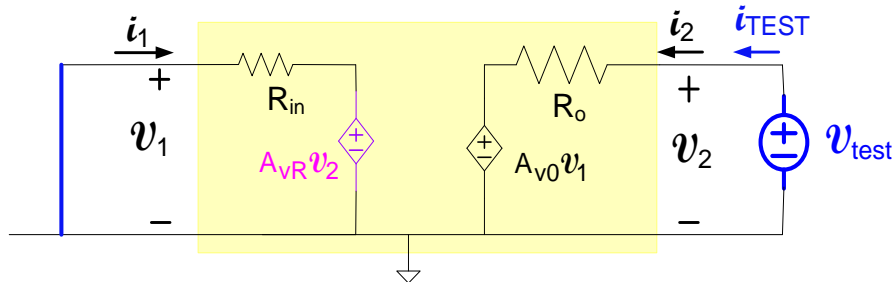 i1
i2
iTEST
+
Rin
+
−
Ro
+
+
−
v1
AvRv2
+
−
Av0v1
v2
vtest
−
−